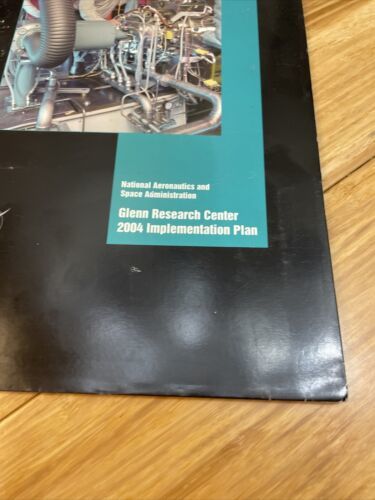 National Aeronautics and
Space Administration
Glenn Research Center
2004 Implementation Plan